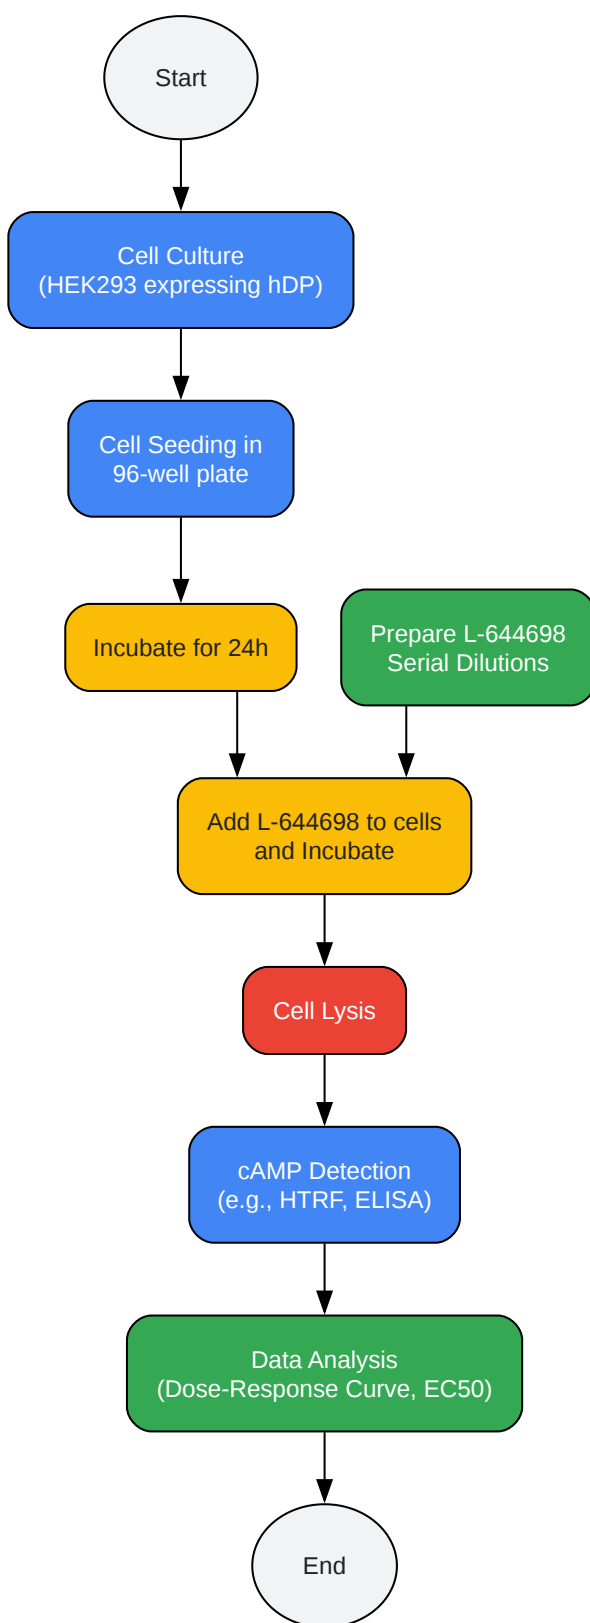 Start
Cell Culture
(HEK293 expressing hDP)
Cell Seeding in
96-well plate
Incubate for 24h
Prepare L-644698
Serial Dilutions
Add L-644698 to cells
and Incubate
Cell Lysis
cAMP Detection
(e.g., HTRF, ELISA)
Data Analysis
(Dose-Response Curve, EC50)
End